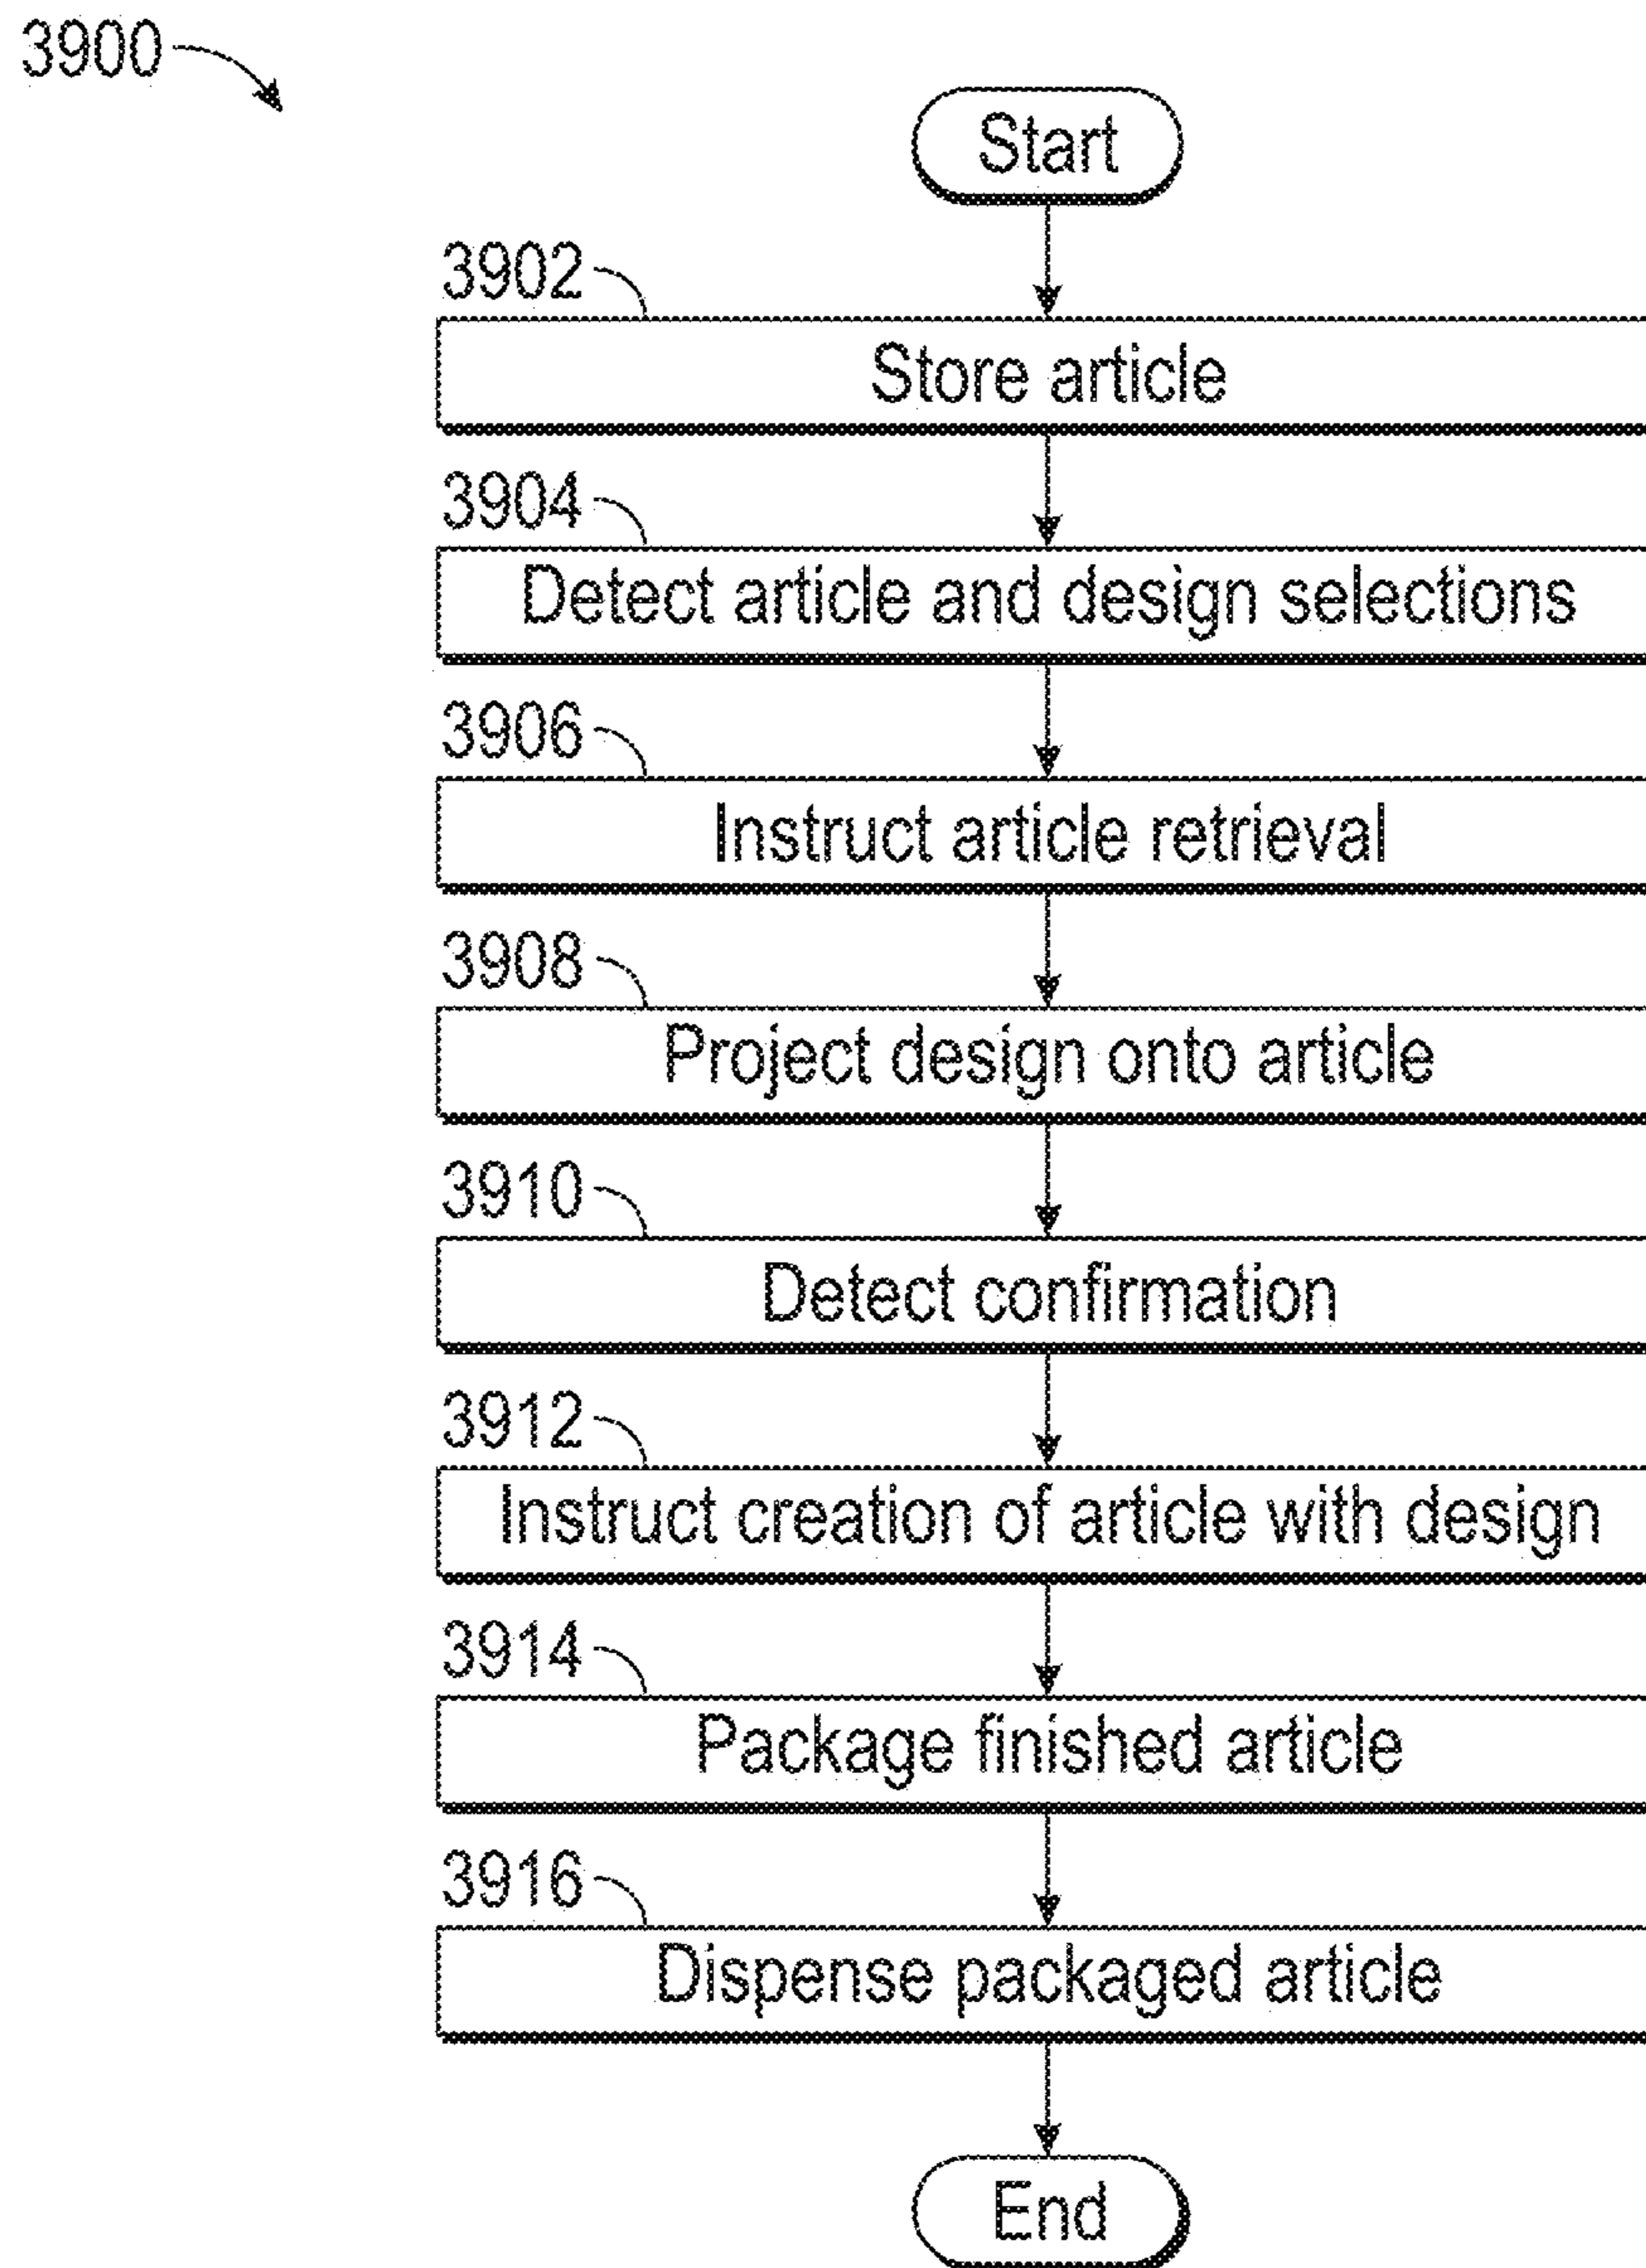 3900
Start
3902
Store article
3904
Detect article and design selections
3906
Instruct article retrieval
3908
Project design onto article
3910
Detect confirmation
3912
Instruct creation of article with design
3914
Package finished article
3916
Dispense packaged article
End